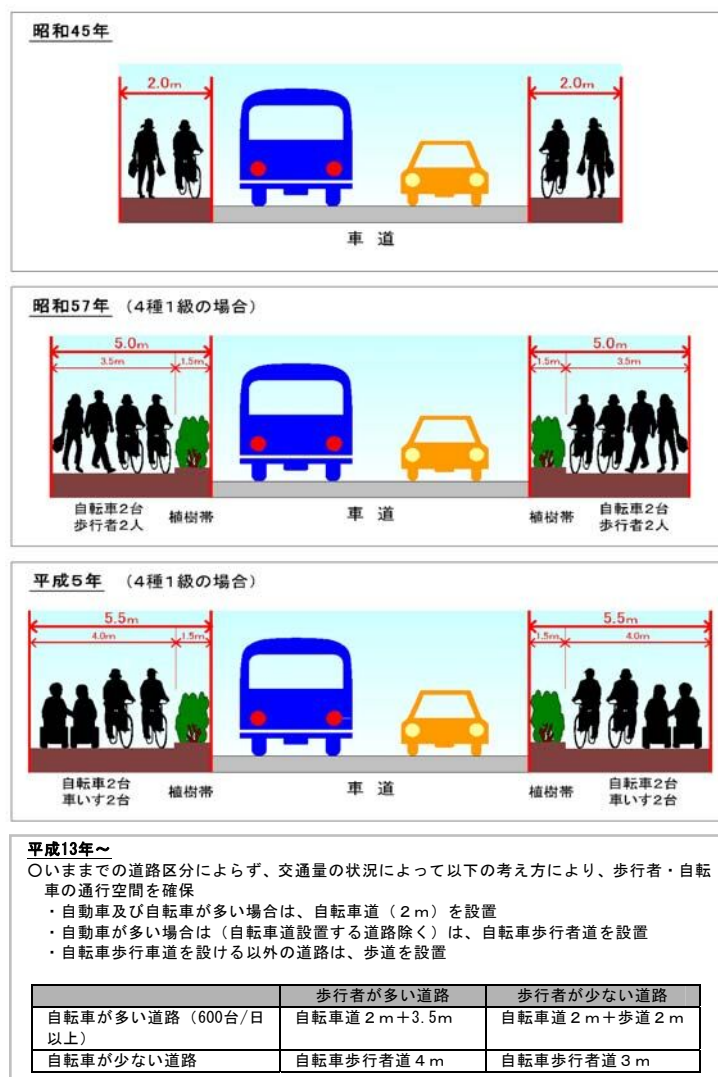 昭和45年
2.0m 2.0m
車 道
昭和57年 (4種1級の場合)
5.0m 5.0m
3.5m 1.5m 1.5m 3.5m
自転車2台 自転車2台
歩行者2人 植樹帯 車 道 植樹帯 歩行者2人
平成5年 (4種1級の場合)
5.5m 5.5m
4.0m 1.5m 1.5m 4.0m
自転車2台 自転車2台
車いす2台 植樹帯 車 道 植樹帯 車いす2台
平成13年~
〇いままでの道路区分によらず、交通量の状況によって以下の考え方により、歩行者・自転
車の通行空間を確保
・自動車及び自転車が多い場合は、自転車道(2m)を設置
・自動車が多い場合は(自転車道設置する道路除く)は、自転車歩行者道を設置
・自転車歩行車道を設ける以外の道路は、歩道を設置
歩行者が多い道路 歩行者が少ない道路
自転車が多い道路(600台/日 自転車道2m+3.5m 自転車道2m+歩道2m
以上)
自転車が少ない道路 自転車歩行者道4m 自転車歩行者道3m